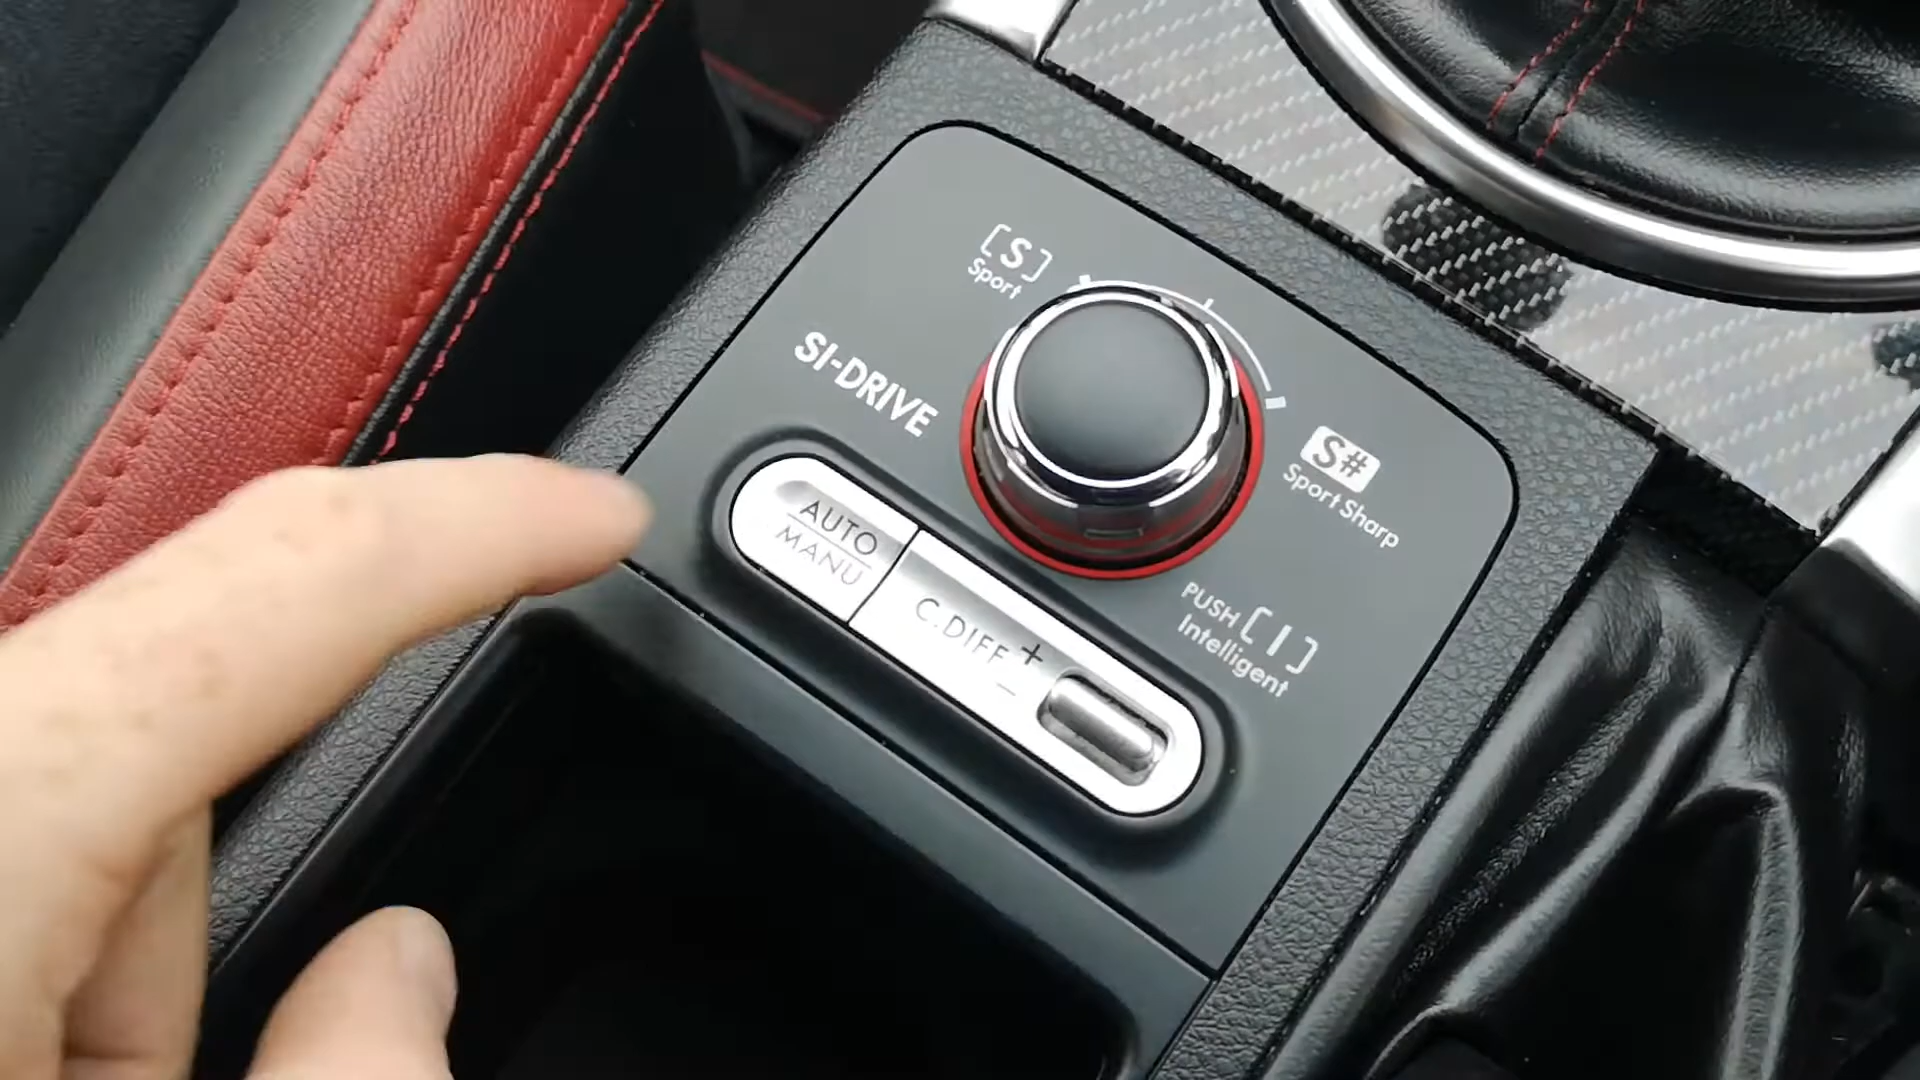 [S]
Sport
SI-DRIVE
S#
Sport Sharp
PUSH [I]
Intelligent
AUTO
MANU
C.DIFF + -